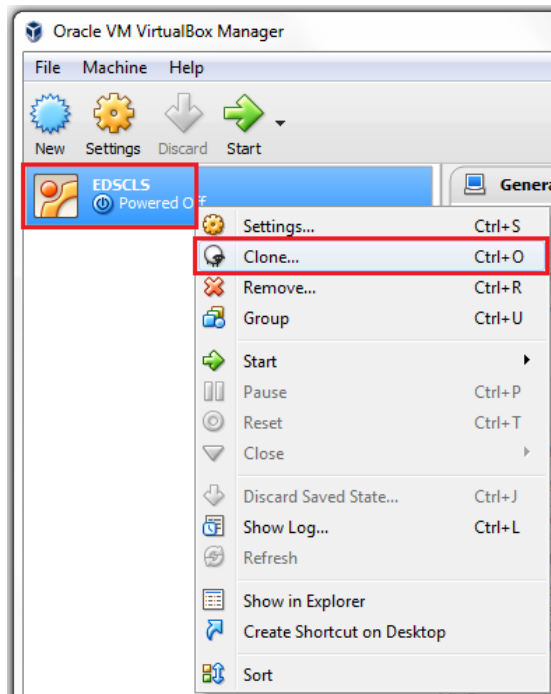 Oracle VM VirtualBox Manager
File Machine Help
New Settings Discard Start
EDSCLS
Powered Off
Settings... Ctrl+S
Clone... Ctrl+O
Remove... Ctrl+R
Group Ctrl+U
Start
Pause Ctrl+P
Reset Ctrl+T
Close
Discard Saved State... Ctrl+J
Show Log... Ctrl+L
Refresh
Show in Explorer
Create Shortcut on Desktop
Sort